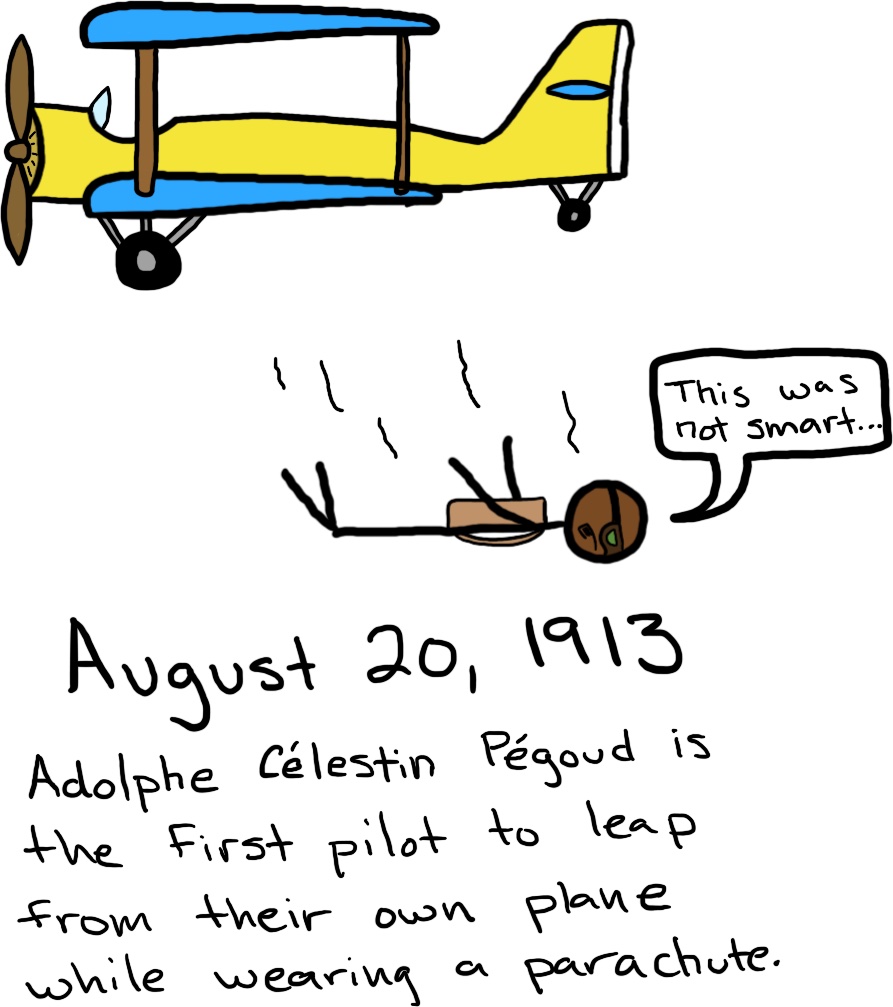 This was
not smart...
August 20, 1913
Adolphe Célestin Pégoud is
the first pilot to leap
from their own plane
while wearing a parachute.